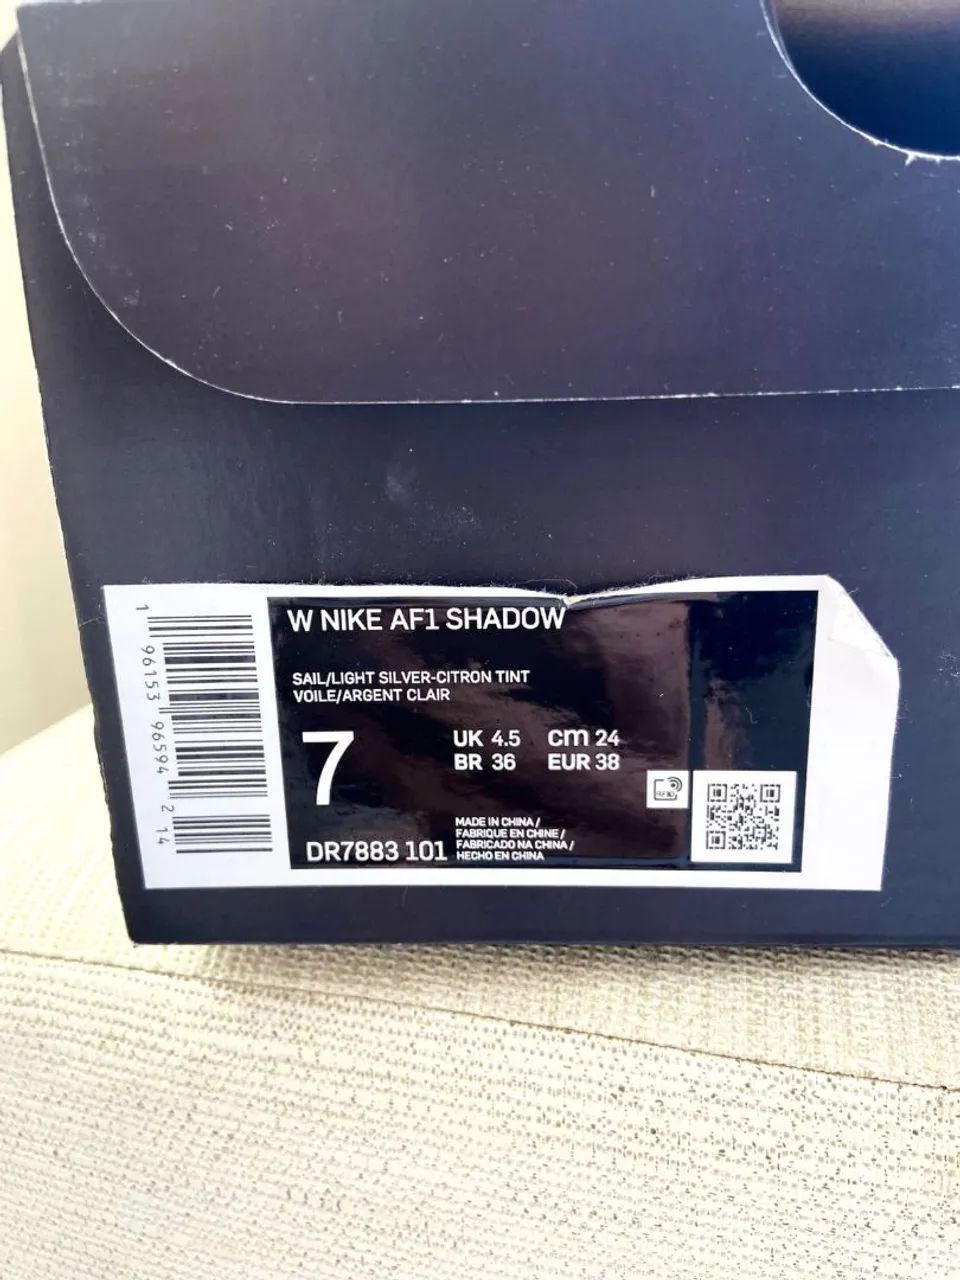 W NIKE AF1 SHADOW
SAIL/LIGHT SILVER-CITRON TINT
VOILE/ARGENT CLAIR
7
UK 4.5 cm 24
BR 36 EUR 38
RFID
MADE IN CHINA /
FABRIQUE EN CHINE /
FABRICADO NA CHINA /
HECHO EN CHINA
DR7883 101
1 96153 96594 2 14